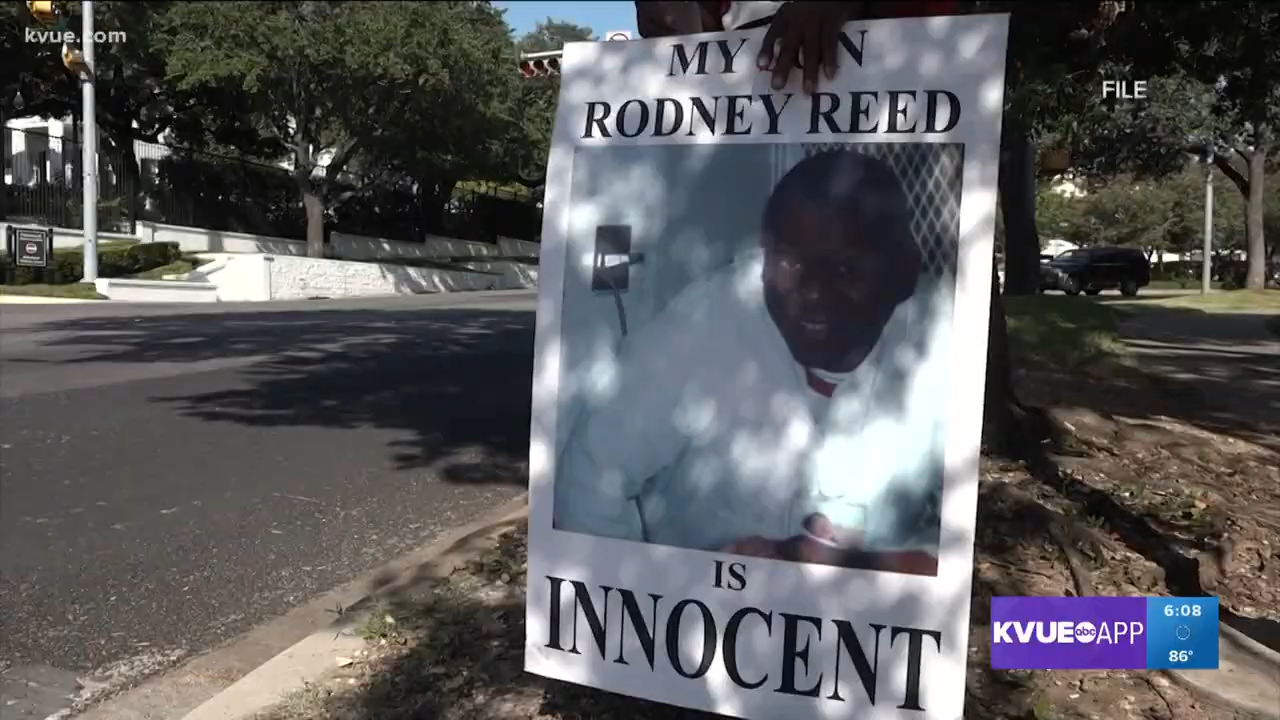 kvue.com
FILE
MY
RODNEY REED
IS
INNOCENT
KVUE abc APP
6:08
86°